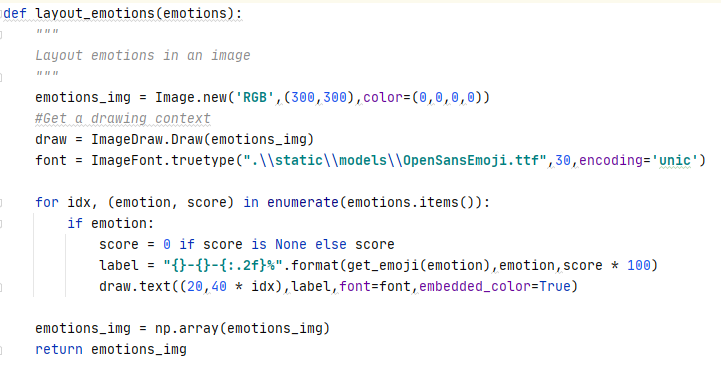 def layout_emotions(emotions):
    """
    Layout emotions in an image
    """
    emotions_img = Image.new('RGB',(300,300),color=(0,0,0,0))
    #Get a drawing context
    draw = ImageDraw.Draw(emotions_img)
    font = ImageFont.truetype(".\\static\\models\\OpenSansEmoji.ttf",30,encoding='unic')

    for idx, (emotion, score) in enumerate(emotions.items()):
        if emotion:
            score = 0 if score is None else score
            label = "{}-{}-{:.2f}%".format(get_emoji(emotion),emotion,score * 100)
            draw.text((20,40 * idx),label,font=font,embedded_color=True)

    emotions_img = np.array(emotions_img)
    return emotions_img